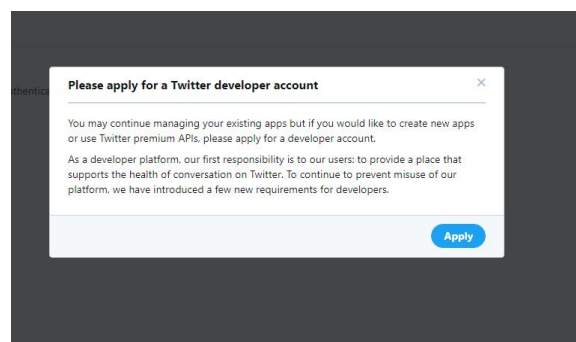 Please apply for a Twitter developer account
thentica
You may continue managing your existing apps but if you would like to create new apps
or use Twitter premium APIs, please apply for a developer account.
As a developer platform, our first responsibility is to our users: to provide a place that
supports the health of conversation on Twitter. To continue to prevent misuse of our
platform, we have introduced a few new requirements for developers.
Apply